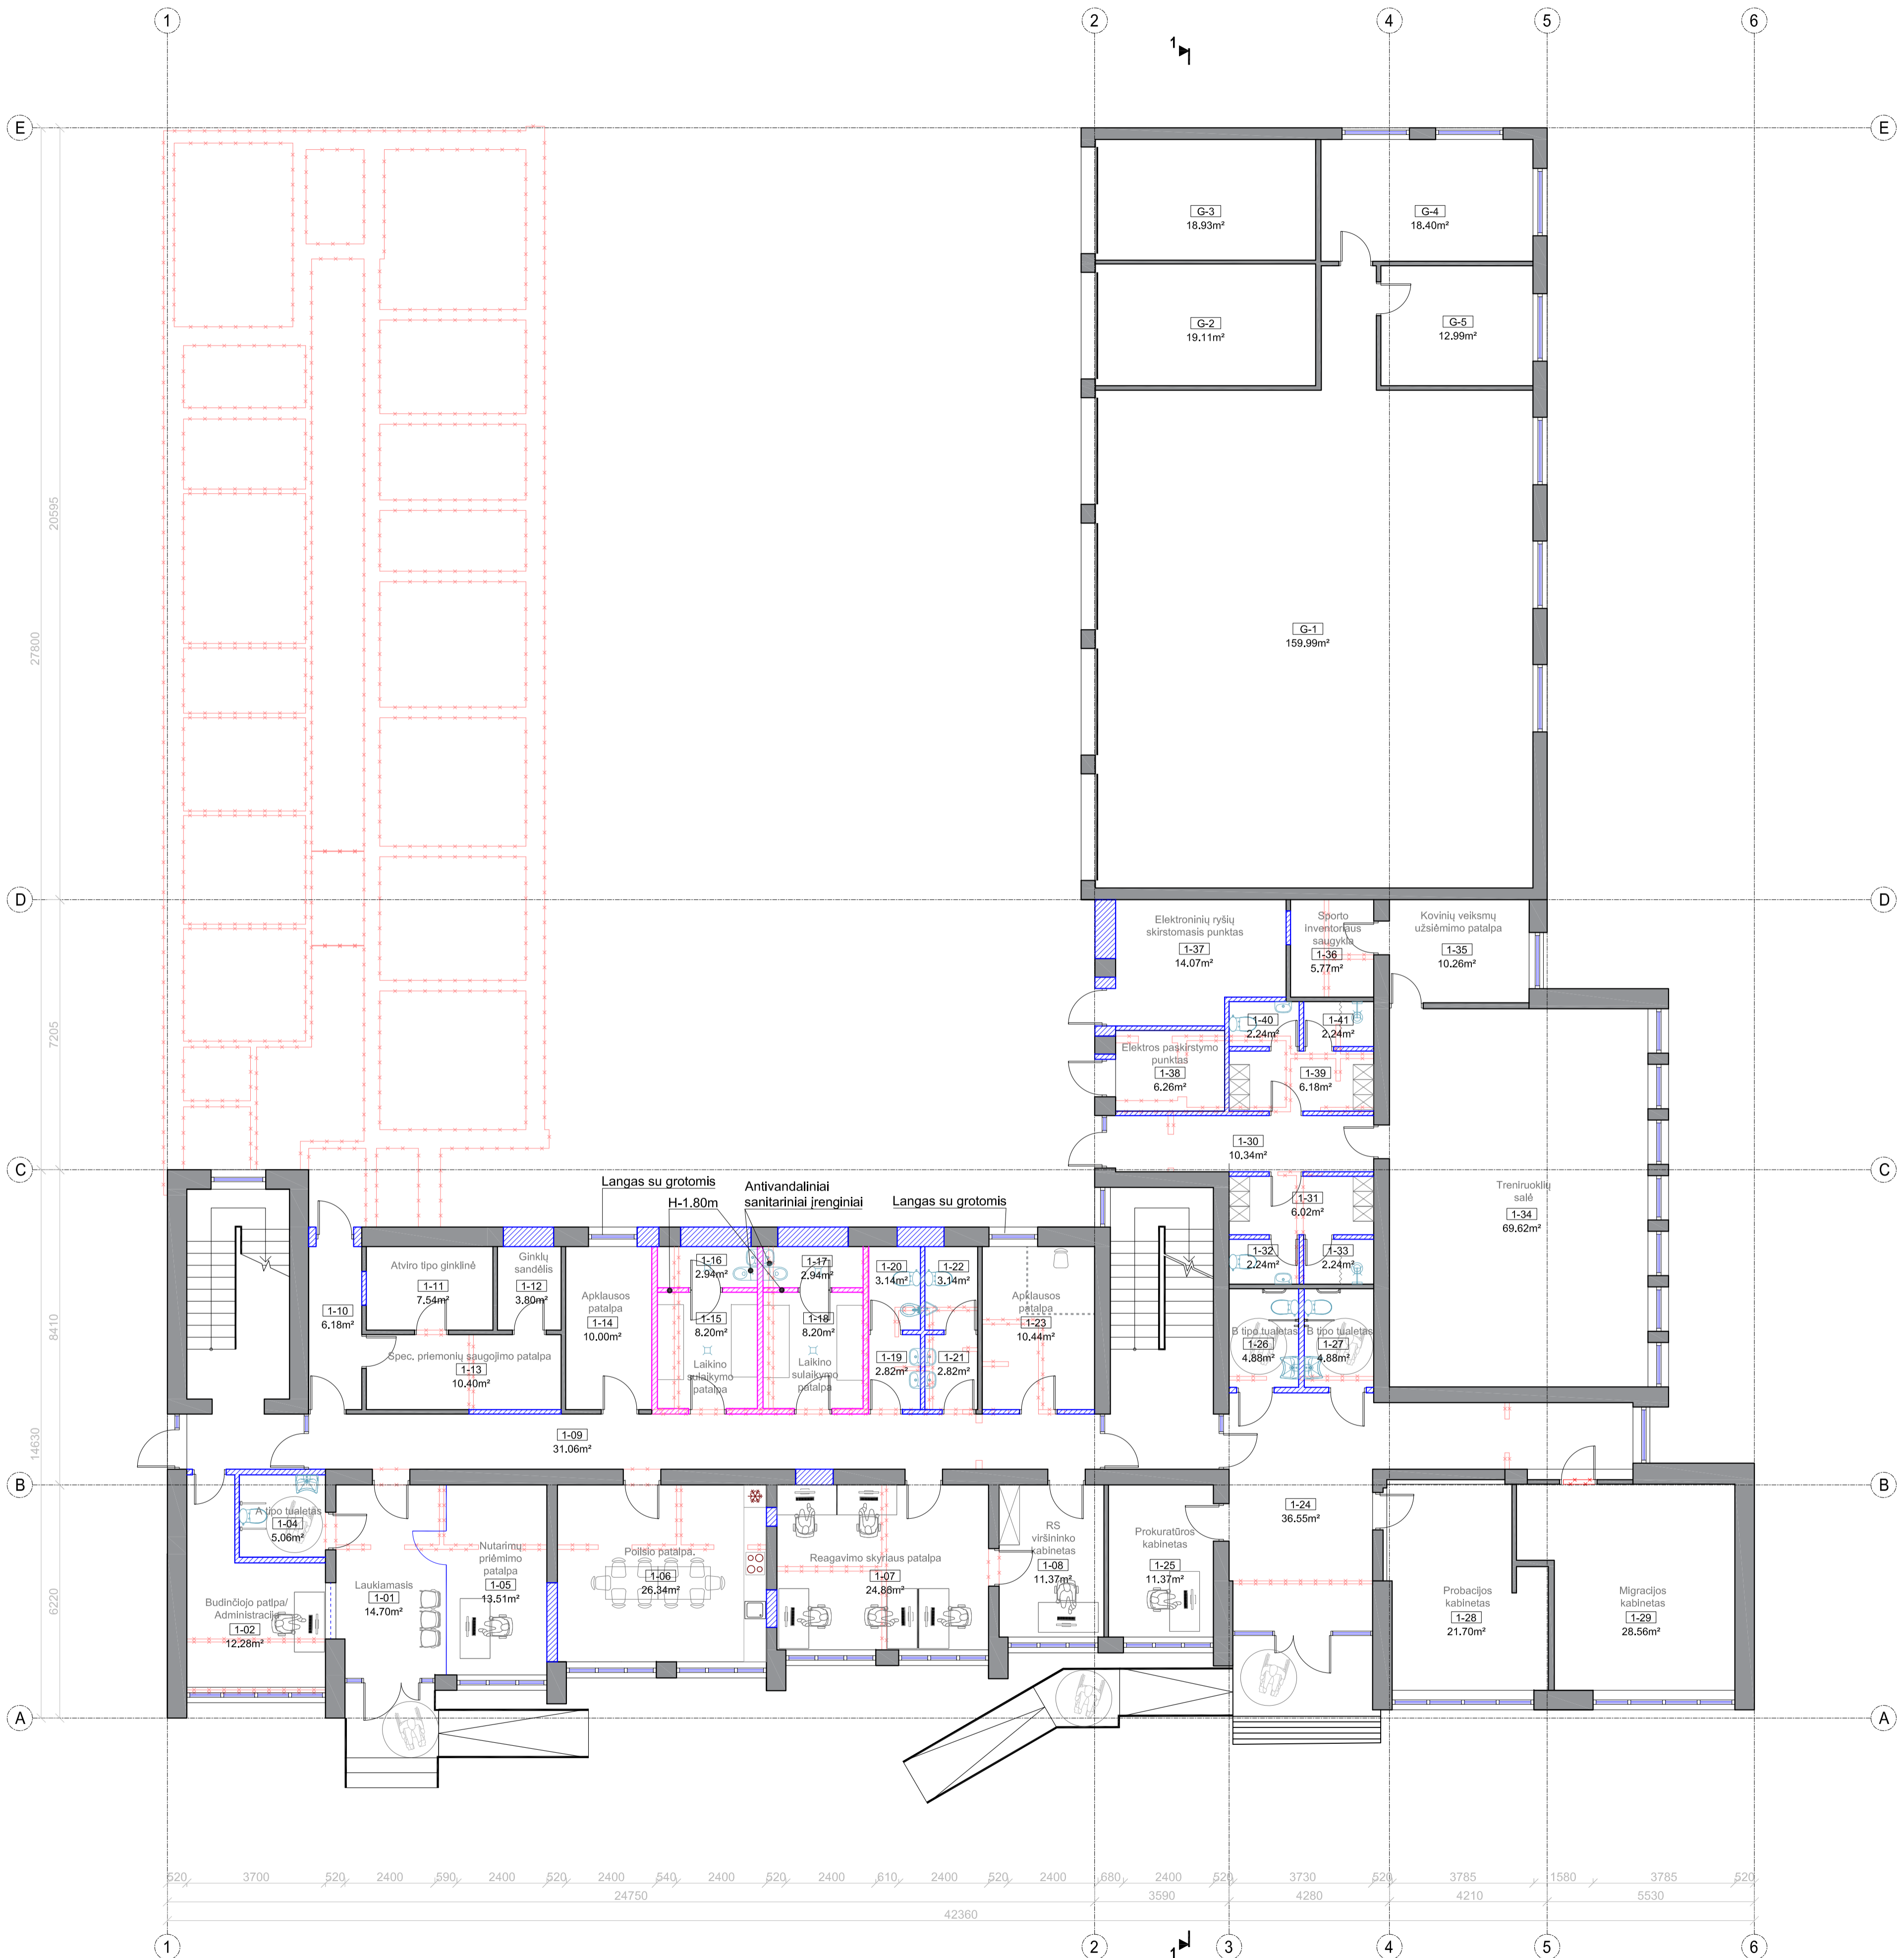 1
2
4
5
6
1
E
E
G-3
18.93m²
G-4
18.40m²
G-2
19.11m²
G-5
12.99m²
20595
27800
G-1
159.99m²
D
D
Elektroninių ryšių
skirstomasis punktas
1-37
14.07m²
Sporto
inventoriaus
saugykla
1-36
5.77m²
Kovinių veiksmų
užsiėmimo patalpa
1-35
10.26m²
7205
1-40
2.24m²
1-41
2.24m²
Elektros paskirstymo
punktas
1-38
6.26m²
1-39
6.18m²
1-30
10.34m²
C
C
Langas su grotomis
H-1.80m
Antivandaliniai
sanitariniai įrenginiai
Langas su grotomis
1-31
6.02m²
Treniruoklių
salė
1-34
69.62m²
1-32
2.24m²
1-33
2.24m²
Atviro tipo ginklinė
1-11
7.54m²
Ginklų
sandėlis
1-12
3.80m²
1-16
2.94m²
1-17
2.94m²
1-20
3.14m²
1-22
3.14m²
1-10
6.18m²
Apklausos
patalpa
1-14
10.00m²
1-15
8.20m²
Laikino
sulaikymo
patalpa
1-18
8.20m²
Laikino
sulaikymo
patalpa
Apklausos
patalpa
1-23
10.44m²
8410
Spec. priemonių saugojimo patalpa
1-13
10.40m²
1-19
2.82m²
1-21
2.82m²
B tipo tualetas
1-26
4.88m²
B tipo tualetas
1-27
4.88m²
1-09
31.06m²
14630
B
B
A tipo tualetas
1-04
5.06m²
1-24
36.55m²
Nutarimų
priėmimo
patalpa
1-05
13.51m²
Poilsio patalpa.
1-06
26.34m²
Reagavimo skyriaus patalpa
1-07
24.86m²
RS
viršininko
kabinetas
1-08
11.37m²
Prokuratūros
kabinetas
1-25
11.37m²
Laukiamasis
1-01
14.70m²
Budinčiojo patlpa/
Administracija
1-02
12.28m²
Probacijos
kabinetas
1-28
21.70m²
Migracijos
kabinetas
1-29
28.56m²
6220
A
A
520 3700 520 2400 590 2400 520 2400 540 2400 520 2400 610 2400 520 2400 680 2400 520 3730 520 3785 1580 3785 520
24750 3590 4280 4210 5530
42360
1
1
2
3
4
5
6